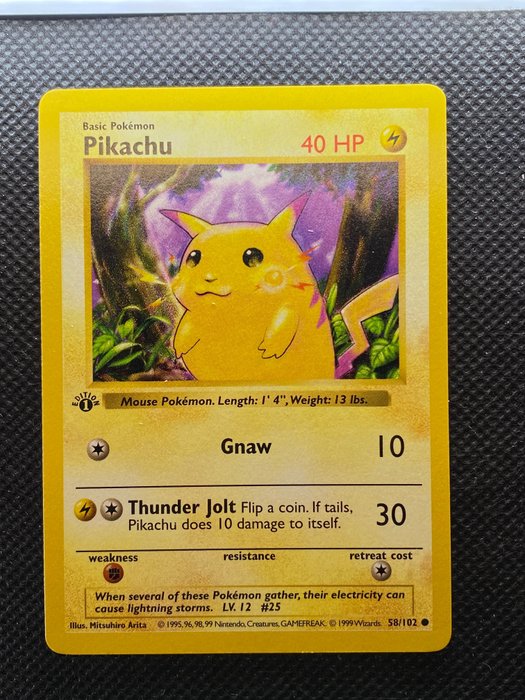 Basic Pokémon
Pikachu 40 HP
EDITION 1
Mouse Pokémon. Length: 1' 4", Weight: 13 lbs.
Gnaw 10
Thunder Jolt Flip a coin. If tails, Pikachu does 10 damage to itself. 30
weakness resistance retreat cost
When several of these Pokémon gather, their electricity can
cause lightning storms. LV. 12 #25
Illus. Mitsuhiro Arita © 1995, 96, 98, 99 Nintendo, Creatures, GAMEFREAK. © 1999 Wizards. 58/102